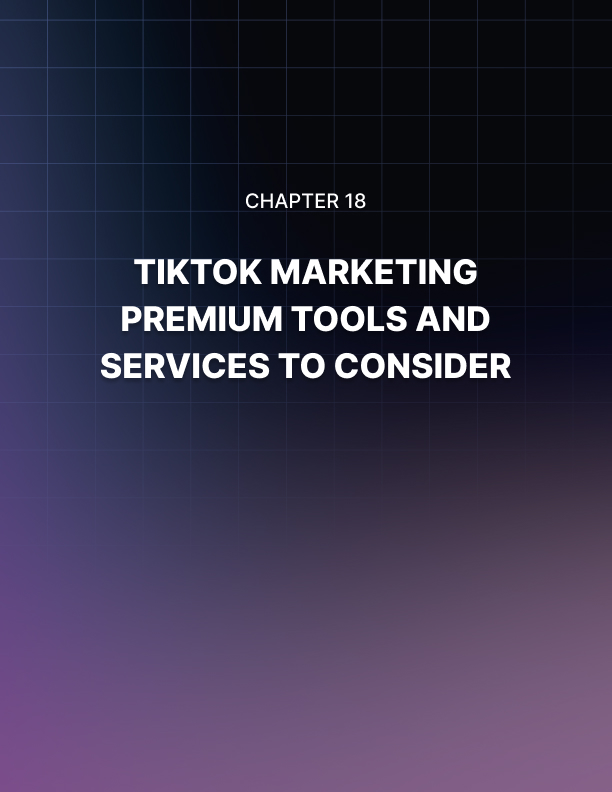 CHAPTER 18
TIKTOK MARKETING
PREMIUM TOOLS AND
SERVICES TO CONSIDER